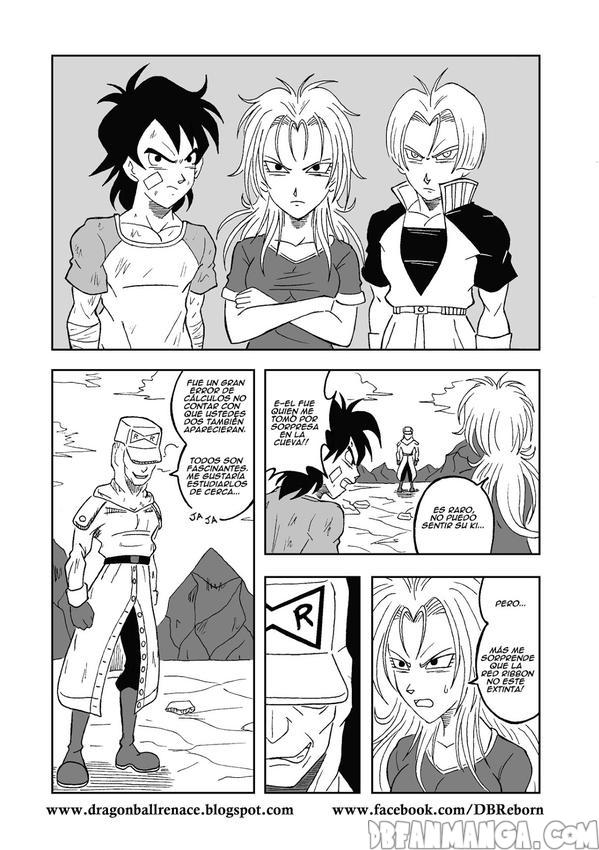 FUE UN GRAN
ERROR DE
CÁLCULOS NO
CONTAR CON
QUE USTEDES
DOS TAMBIÉN
APARECIERAN.
TODOS SON
FASCINANTES.
ME GUSTARÍA
ESTUDIARLOS
DE CERCA...
JA JA
R R
E-EL FUE
QUIEN ME
TOMO POR
SORPRESA
EN LA
CUEVA!!
ES RARO,
NO PUEDO
SENTIR SU KI...
R
PERO...
MÁS ME
SORPRENDE
QUE LA
RED RIBBON
NO ESTE
EXTINTA!
www.dragonballrenace.blogspot.com
www.facebook.com/DBReborn
DBFANMANGA.COM